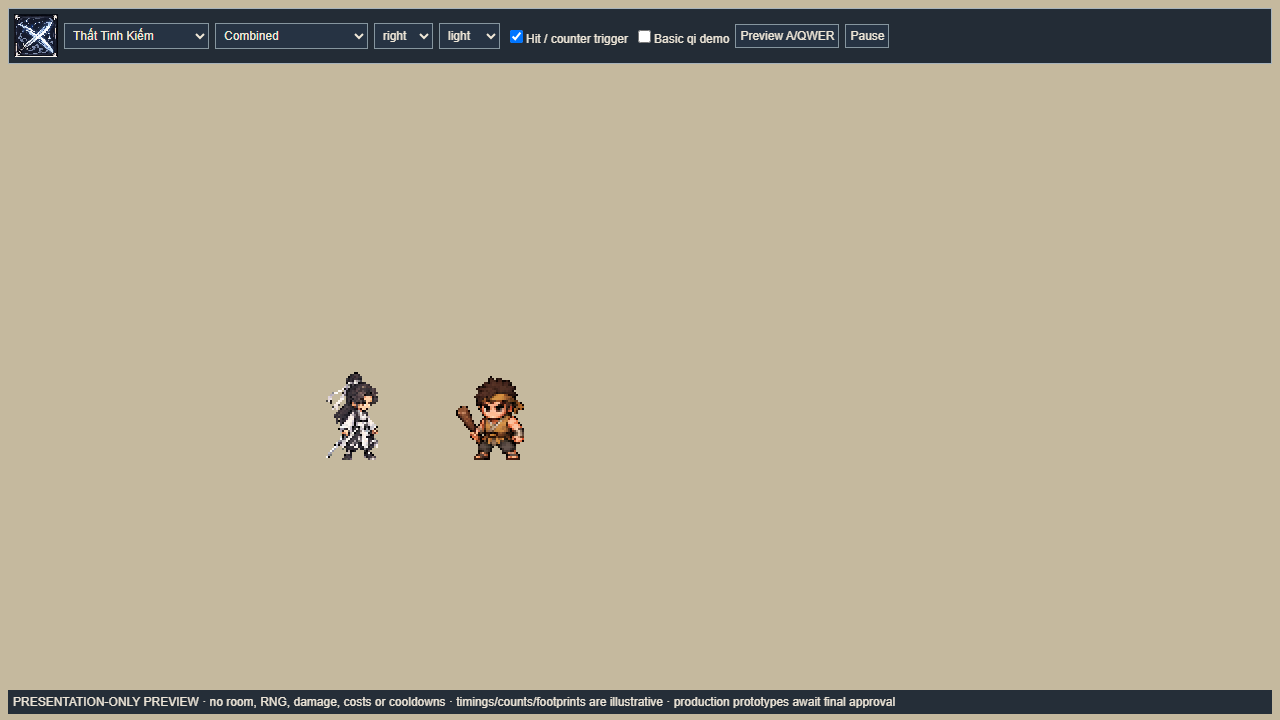 Thất Tinh Kiếm Combined right light Hit / counter trigger Basic qi demo Preview A/QWER Pause
PRESENTATION-ONLY PREVIEW · no room, RNG, damage, costs or cooldowns · timings/counts/footprints are illustrative · production prototypes await final approval